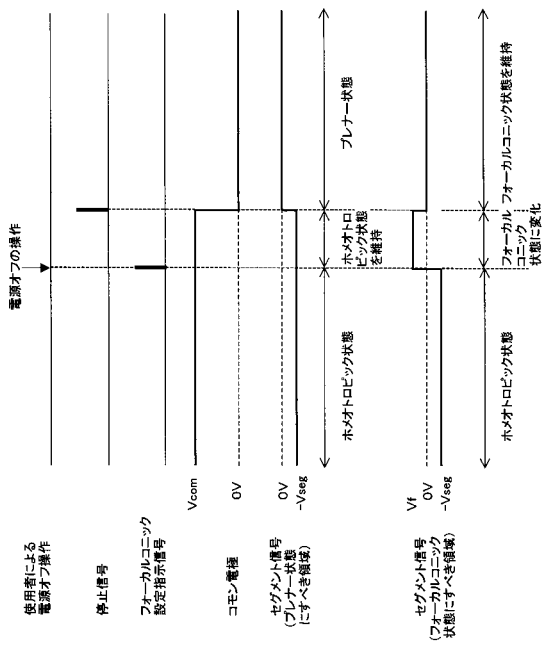 電源オフの操作
使用者による
電源オフ操作
停止信号
フォーカルコニック
設定指示信号
コモン電極
Vcom
0V
セグメント信号
(プレナー状態
にすべき領域)
0V
-Vseg
ホメオトロピック状態
ホメオトロ
ピック状態
を維持
プレナー状態
セグメント信号
(フォーカルコニック
状態にすべき領域)
Vf
0V
-Vseg
ホメオトロピック状態
フォーカル
コニック
状態に変化
フォーカルコニック状態を維持